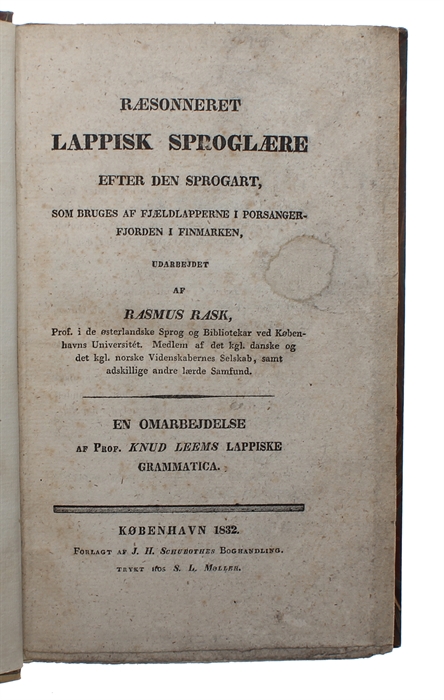 RÆSONNERET
LAPPISK SPROGLÆRE
EFTER DEN SPROGART,
SOM BRUGES AF FJÆLDLAPPERNE I PORSANGER-
FJORDEN I FINMARKEN,
UDARBEJDET
AF
RASMUS RASK,
Prof. i de østerlandske Sprog og Bibliotekar ved Køben-
havns Universitét. Medlem af det kgl. danske og
det kgl. norske Videnskabernes Selskab, samt
adskillige andre lærde Samfund.
EN OMARBEJDELSE
AF PROF. KNUD LEEMS LAPPISKE
GRAMMATICA.
KØBENHAVN 1832.
FORLAGT AF J. H. SCHUBOTHES BOGHANDLING.
TRYKT HOS S. L. MØLLER.